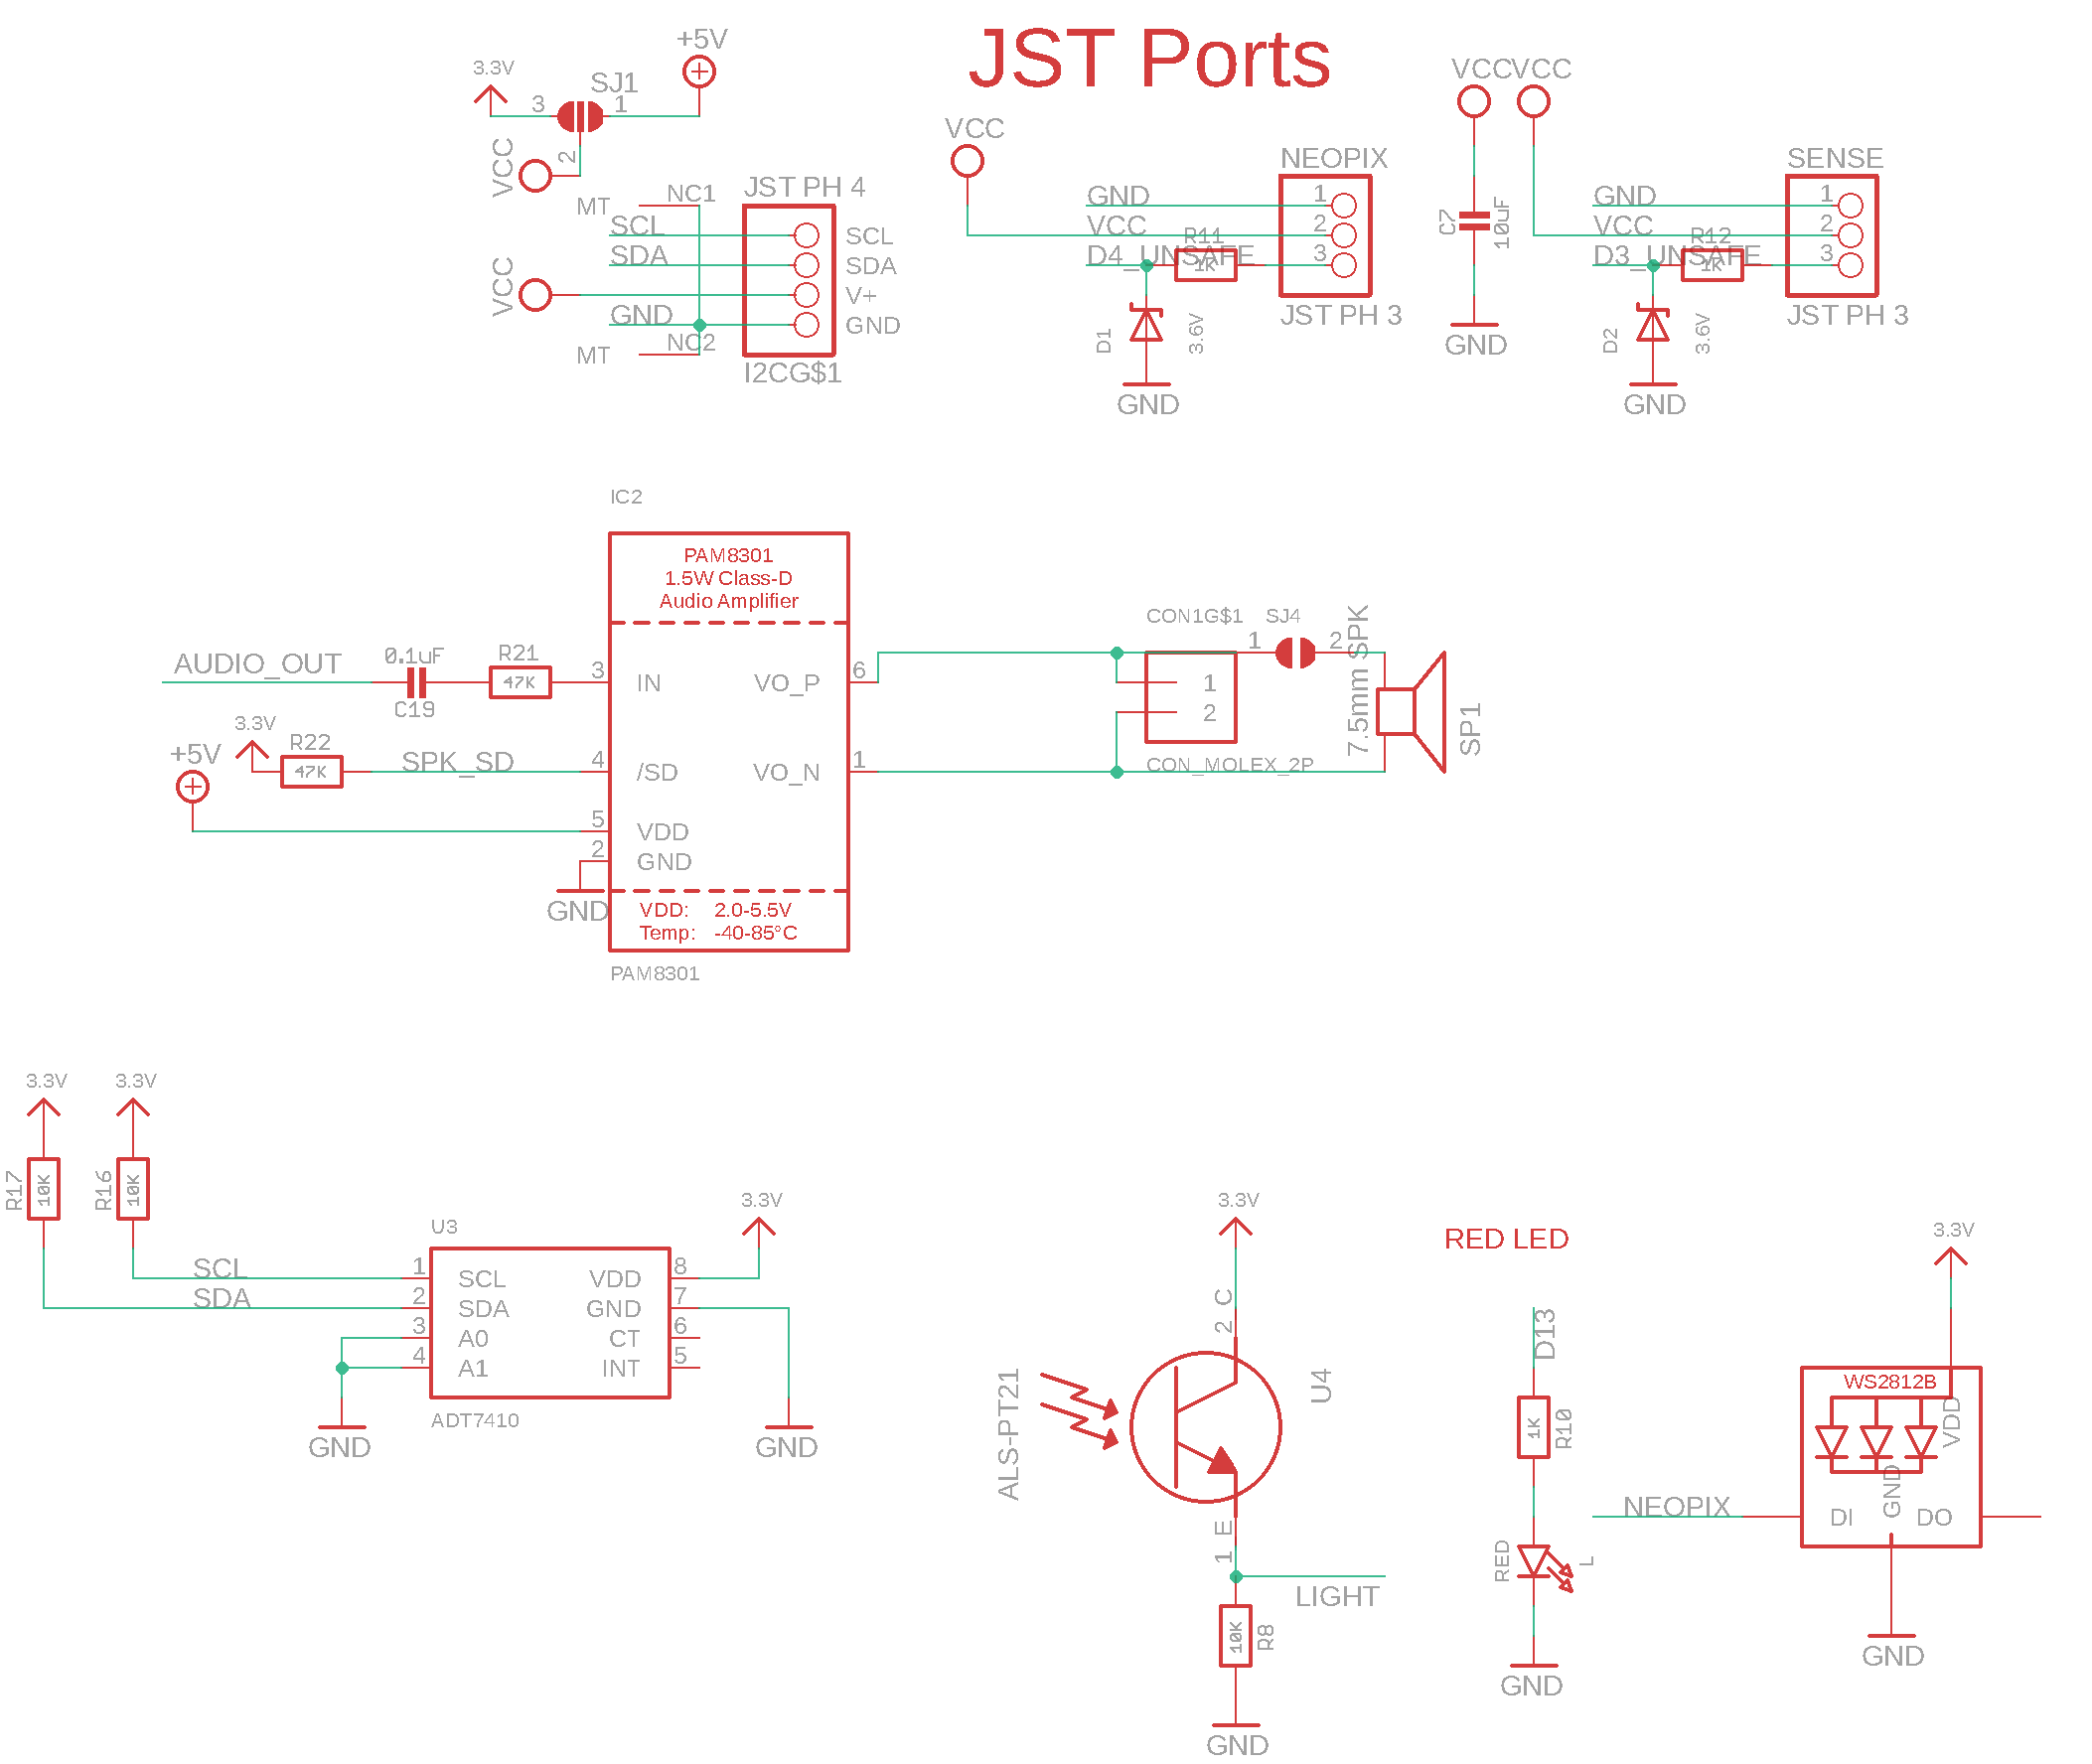 JST Ports
+5V
3.3V
SJ1
3
1
2
VCC
MT
NC1
JST PH 4
SCL
SCL
SDA
SDA
VCC
V+
GND
GND
MT
NC2
I2CG$1
VCC
NEOPIX
GND
1
VCC
2
R11
D4_UNSAFE
1K
3
JST PH 3
D1
3.6V
GND
VCC
VCC
C7
10uF
GND
SENSE
GND
1
VCC
2
R12
D3_UNSAFE
1K
3
JST PH 3
D2
3.6V
GND
IC2
PAM8301
1.5W Class-D
Audio Amplifier
AUDIO_OUT
0.1uF
C19
R21
47K
3
IN
VO_P
6
3.3V
+5V
R22
47K
SPK_SD
4
/SD
VO_N
1
5
VDD
2
GND
GND
VDD: 2.0-5.5V
Temp: -40-85°C
PAM8301
CON1G$1
SJ4
1
2
1
2
CON_MOLEX_2P
7.5mm SPK
SP1
3.3V
3.3V
R17
10K
R16
10K
U3
3.3V
SCL
1
SCL
VDD
8
SDA
2
SDA
GND
7
3
A0
CT
6
4
A1
INT
5
ADT7410
GND
GND
3.3V
C
2
ALS-PT21
U4
E
1
LIGHT
10K
R8
GND
RED LED
D13
1K
R10
RED
L
GND
3.3V
WS2812B
VDD
GND
NEOPIX
DI
DO
GND